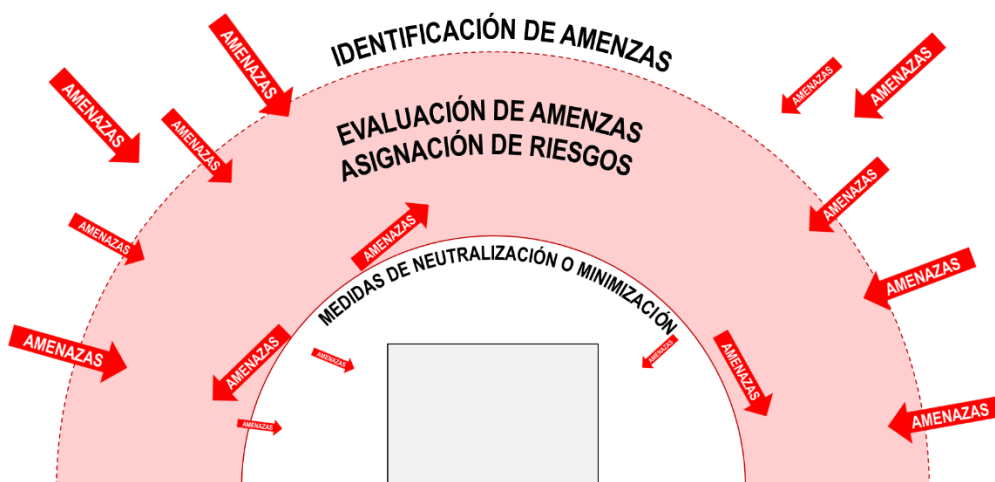 IDENTIFICACIÓN DE AMENZAS
AMENAZAS
AMENAZAS
AMENAZAS
AMENAZAS
AMENAZAS
EVALUACIÓN DE AMENZAS
ASIGNACIÓN DE RIESGOS
AMENAZAS
AMENAZAS
AMENAZAS
AMENAZAS
MEDIDAS DE NEUTRALIZACIÓN O MINIMIZACIÓN
AMENAZAS
AMENAZAS
AMENAZAS
AMENAZAS
AMENAZAS
AMENAZAS
AMENAZAS